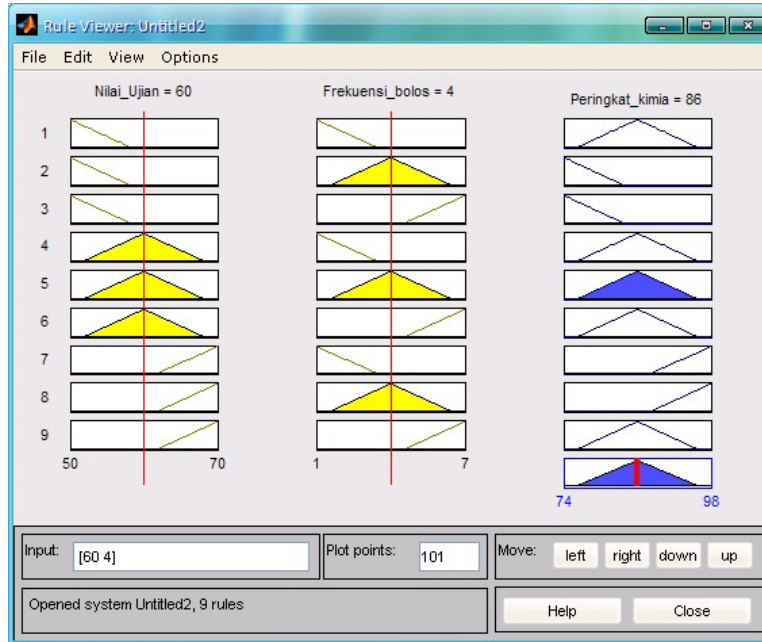 Rule Viewer: Untitled2
File Edit View Options
Nilai_Ujian = 60 Frekuensi_bolos = 4 Peringkat_kimia = 86
1
2
3
4
5
6
7
8
9
50 70 1 7
74 98
Input: [60 4] Plot points: 101 Move: left right down up
Opened system Untitled2, 9 rules Help Close